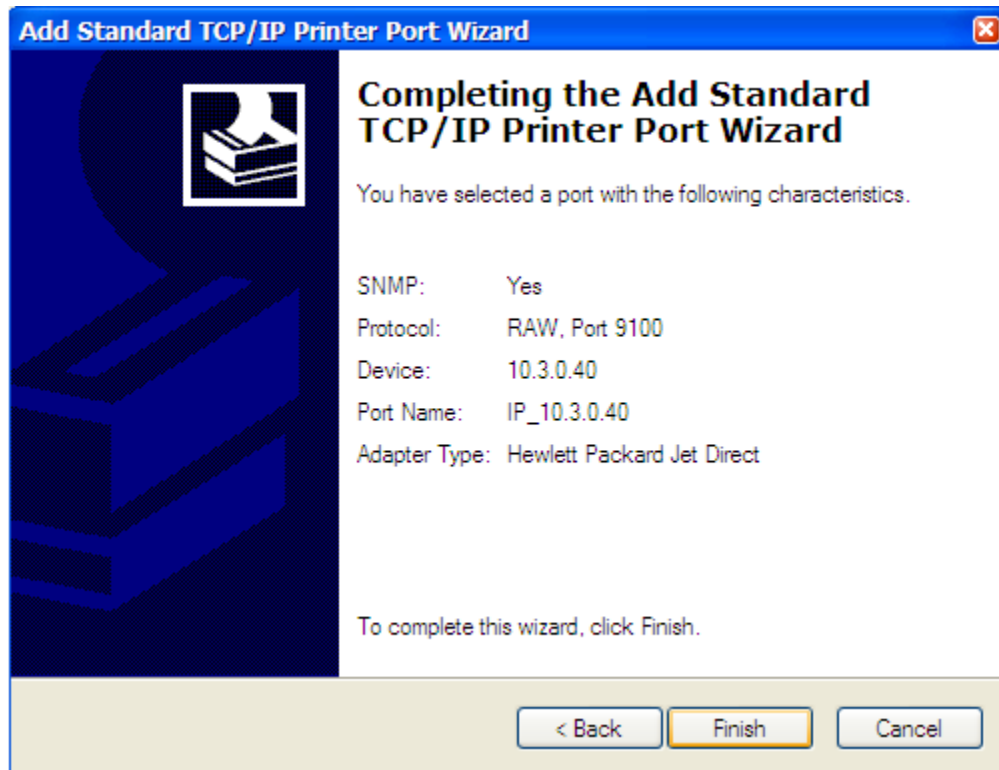 Add Standard TCP/IP Printer Port Wizard
Completing the Add Standard
TCP/IP Printer Port Wizard
You have selected a port with the following characteristics.
SNMP: Yes
Protocol: RAW, Port 9100
Device: 10.3.0.40
Port Name: IP_10.3.0.40
Adapter Type: Hewlett Packard Jet Direct
To complete this wizard, click Finish.
< Back Finish Cancel